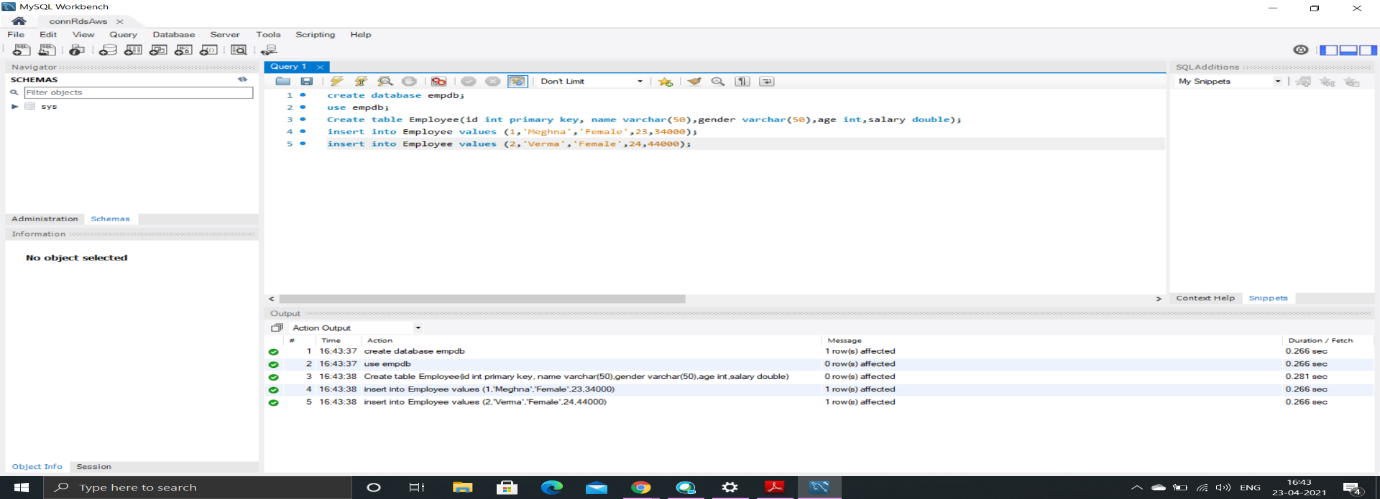 MySQL Workbench
connRdsAws ×
File Edit View Query Database Server Tools Scripting Help
Navigator
SCHEMAS
Filter objects
sys
Administration Schemas
Information
No object selected
Object Info Session
Query 1 ×
Don't Limit
1 create database empdb;
2 use empdb;
3 Create table Employee(id int primary key, name varchar(50),gender varchar(50),age int,salary double);
4 insert into Employee values (1,'Meghna','Female',23,34000);
5 insert into Employee values (2,'Verma','Female',24,44000);
Output
Action Output
# Time Action Message Duration / Fetch
1 16:43:37 create database empdb 1 row(s) affected 0.266 sec
2 16:43:37 use empdb 0 row(s) affected 0.266 sec
3 16:43:38 Create table Employee(id int primary key, name varchar(50),gender varchar(50),age int,salary double) 0 row(s) affected 0.281 sec
4 16:43:38 insert into Employee values (1,'Meghna','Female',23,34000) 1 row(s) affected 0.266 sec
5 16:43:38 insert into Employee values (2,'Verma','Female',24,44000) 1 row(s) affected 0.266 sec
SQLAdditions
My Snippets
Context Help Snippets
Type here to search
ENG
16:43
23-04-2021
4